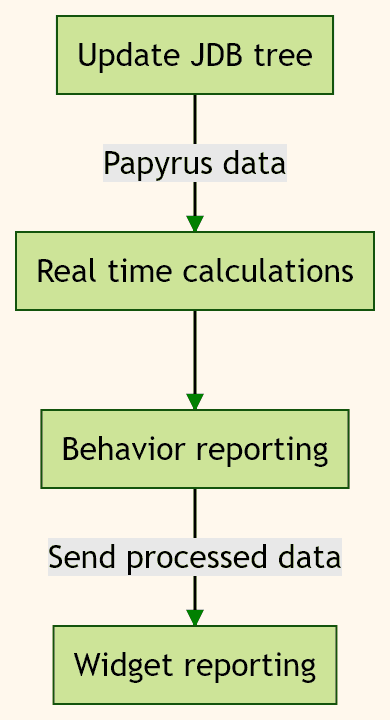 Update JDB tree
Papyrus data
Real time calculations
Behavior reporting
Send processed data
Widget reporting